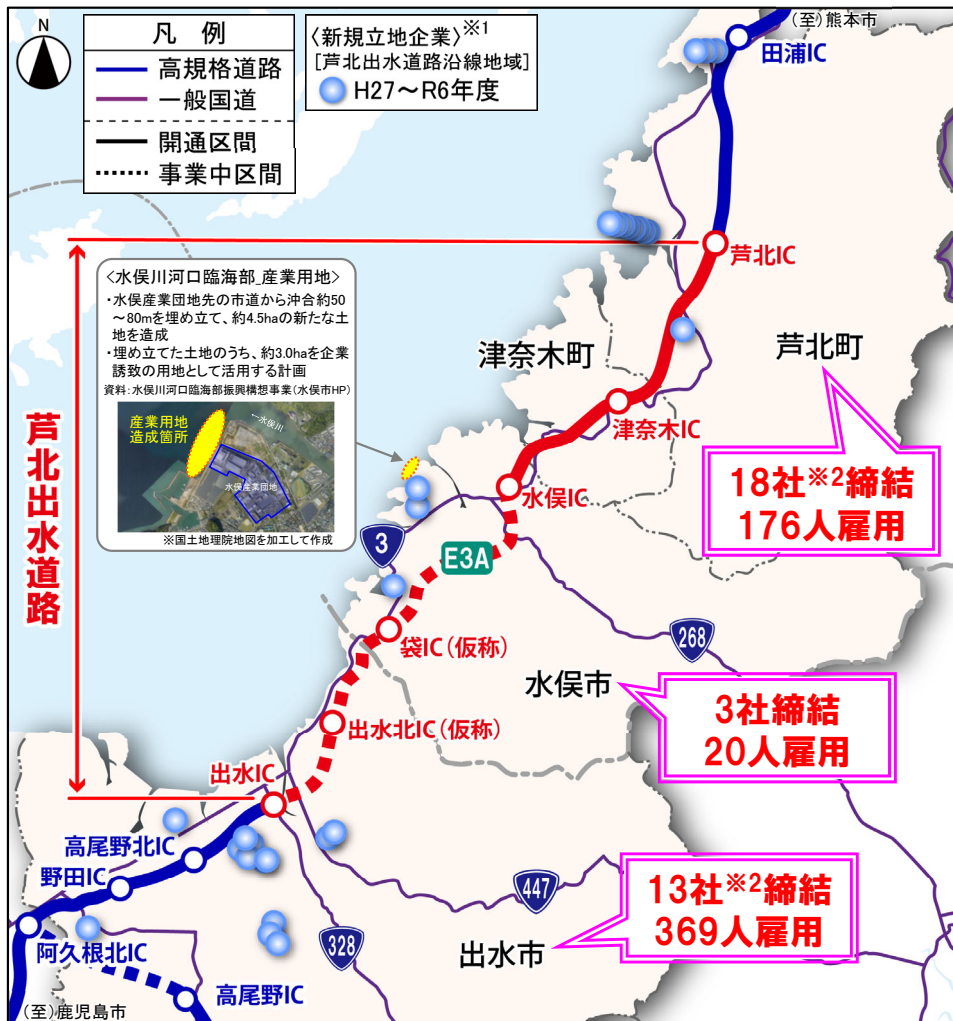 N
凡 例
高規格道路
一般国道
開通区間
事業中区間
〈新規立地企業〉※1
[芦北出水道路沿線地域]
H27～R6年度
(至)熊本市
田浦IC
芦北IC
芦北町
津奈木町
津奈木IC
18社※2締結
176人雇用
<水俣川河口臨海部_産業用地>
・水俣産業団地先の市道から沖合約50
～80mを埋め立て、約4.5haの新たな土
地を造成
・埋め立てた土地のうち、約3.0haを企業
誘致の用地として活用する計画
資料:水俣川河口臨海部振興構想事業(水俣市HP)
産業用地
造成箇所
水俣川
水俣産業団地
※国土地理院地図を加工して作成
芦北出水道路
水俣IC
3
E3A
268
袋IC(仮称)
水俣市
3社締結
20人雇用
出水北IC(仮称)
出水IC
高尾野北IC
野田IC
447
13社※2締結
369人雇用
阿久根北IC
328
出水市
高尾野IC
(至)鹿児島市